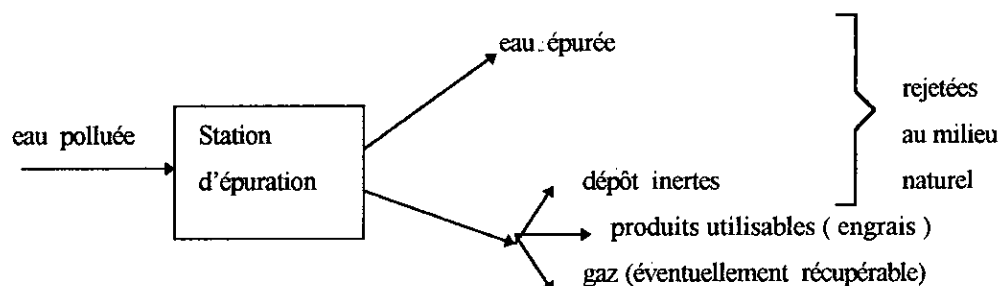 eau épurée
eau polluée
Station
d'épuration
rejetées
au milieu
naturel
dépôt inertes
produits utilisables ( engrais )
gaz (éventuellement récupérable)